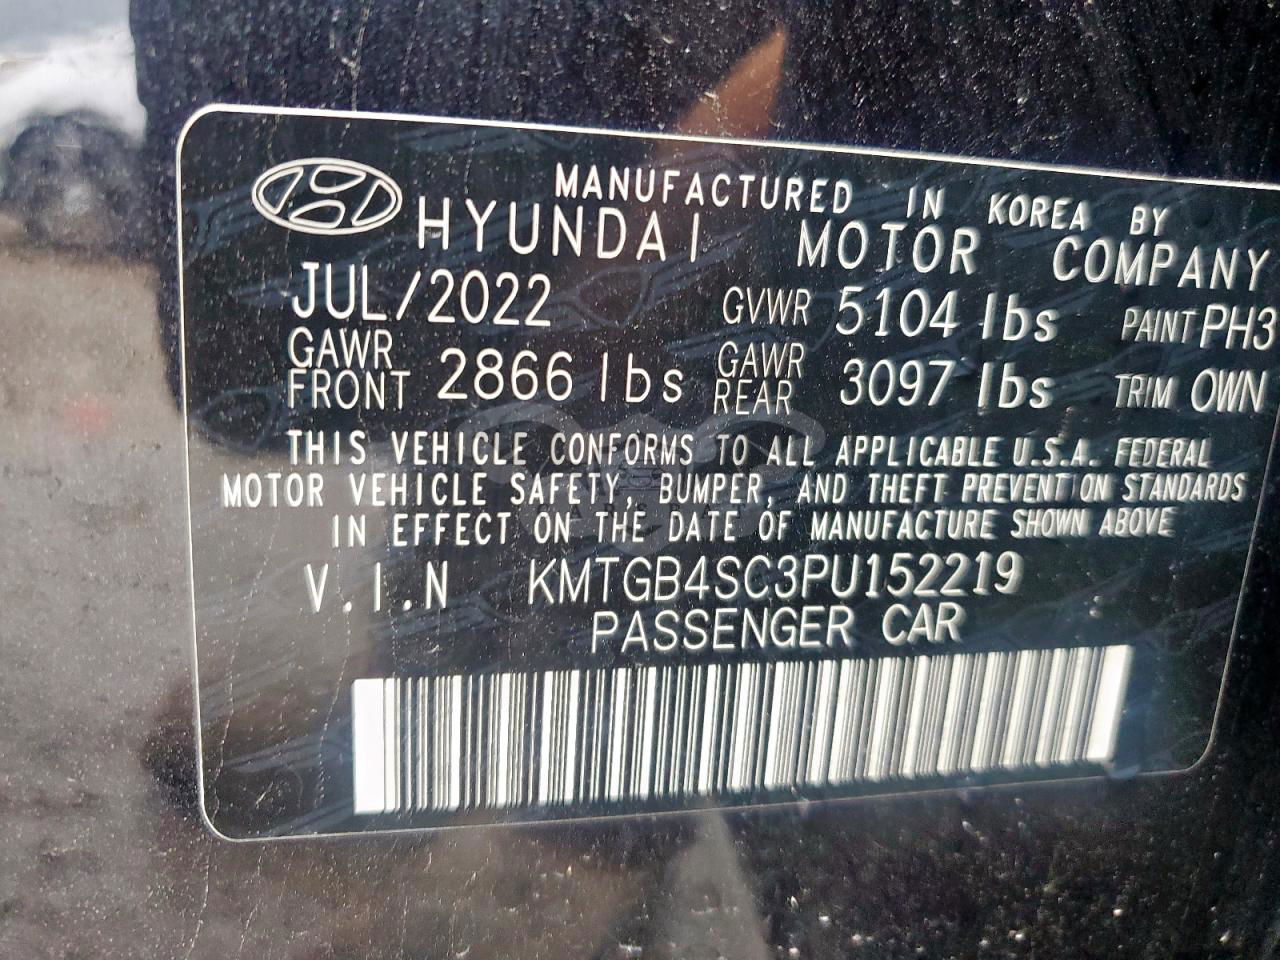 MANUFACTURED IN KOREA BY
HYUNDAI MOTOR COMPANY
JUL/2022 GVWR 5104 lbs PAINT PH3
GAWR FRONT 2866 lbs GAWR REAR 3097 lbs TRIM OWN
THIS VEHICLE CONFORMS TO ALL APPLICABLE U.S.A. FEDERAL
MOTOR VEHICLE SAFETY, BUMPER, AND THEFT PREVENTION STANDARDS
IN EFFECT ON THE DATE OF MANUFACTURE SHOWN ABOVE
V.I.N KMTGB4SC3PU152219
PASSENGER CAR